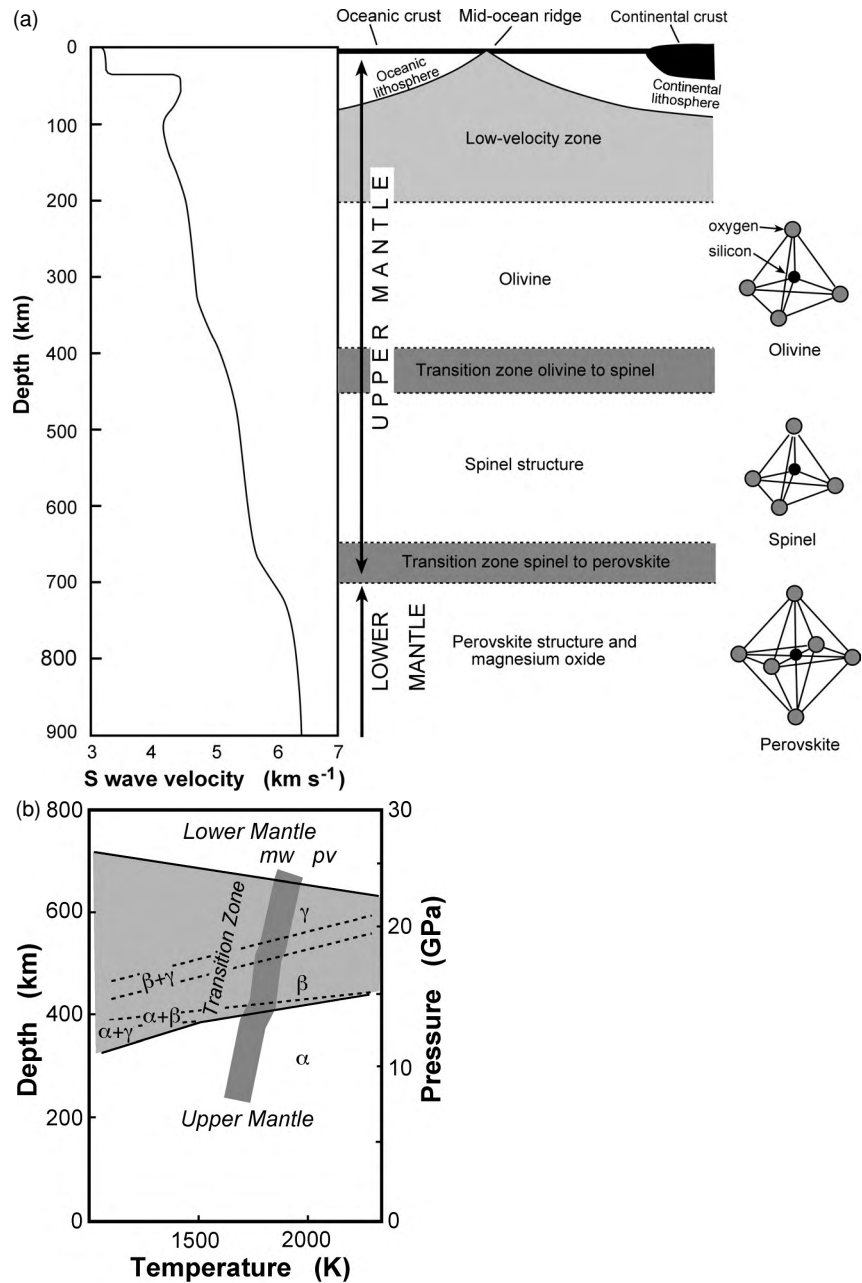 (a)
Oceanic crust
Mid-ocean ridge
Continental crust
0
100
200
300
400
500
600
700
800
900
Depth (km)
3
4
5
6
7
S wave velocity (km s⁻¹)
Oceanic
lithosphere
Continental
lithosphere
Low-velocity zone
UPPER MANTLE
Olivine
Transition zone olivine to spinel
Spinel structure
Transition zone spinel to perovskite
LOWER
MANTLE
Perovskite structure and
magnesium oxide
oxygen
silicon
Olivine
Spinel
Perovskite
(b)
800
600
400
200
0
Depth (km)
30
20
10
0
Pressure (GPa)
Lower Mantle
mw pv
Transition Zone
γ
β+γ
β
α+β
α+γ
α
Upper Mantle
1500
2000
Temperature (K)